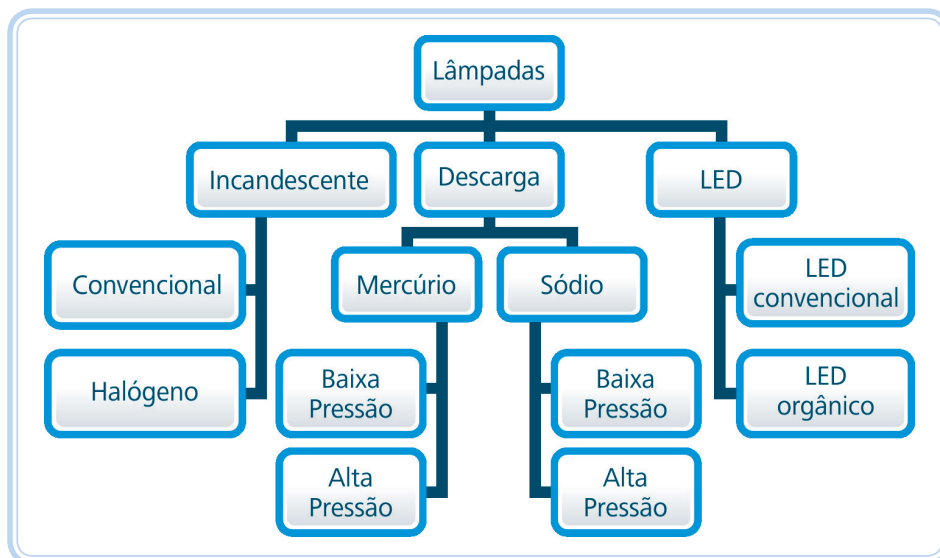 Lâmpadas
Incandescente
Descarga
LED
Convencional
Halógeno
Mercúrio
Sódio
Baixa
Pressão
Alta
Pressão
Baixa
Pressão
Alta
Pressão
LED
convencional
LED
orgânico